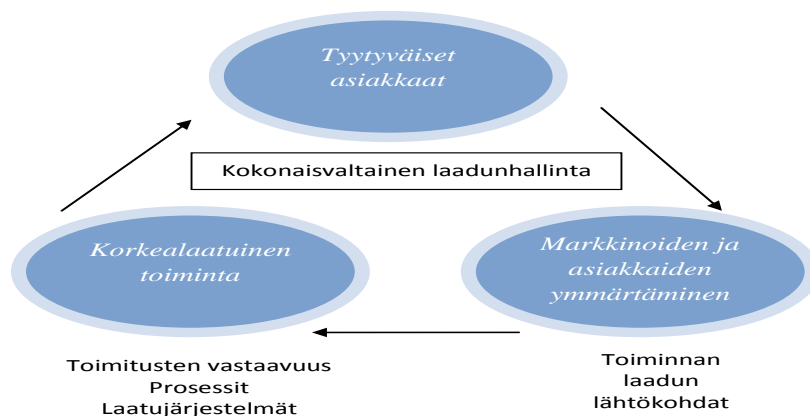 Tyytyväiset
asiakkaat
Kokonaisvaltainen laadunhallinta
Korkealaatuinen
toiminta
Markkinoiden ja
asiakkaiden
ymmärtäminen
Toimitusten vastaavuus
Prosessit
Laatujärjestelmät
Toiminnan
laadun
lähtökohdat